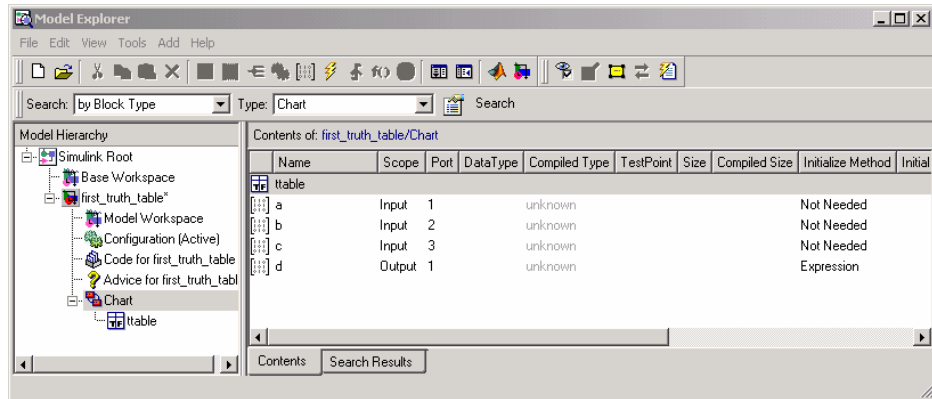 Model Explorer
File Edit View Tools Add Help
Search: by Block Type Type: Chart Search
Model Hierarchy
Simulink Root
Base Workspace
first_truth_table*
Model Workspace
Configuration (Active)
Code for first_truth_table
Advice for first_truth_tabl
Chart
ttable
Contents of: first_truth_table/Chart
Name Scope Port DataType Compiled Type TestPoint Size Compiled Size Initialize Method Initial
ttable
a Input 1 unknown Not Needed
b Input 2 unknown Not Needed
c Input 3 unknown Not Needed
d Output 1 unknown Expression
Contents Search Results